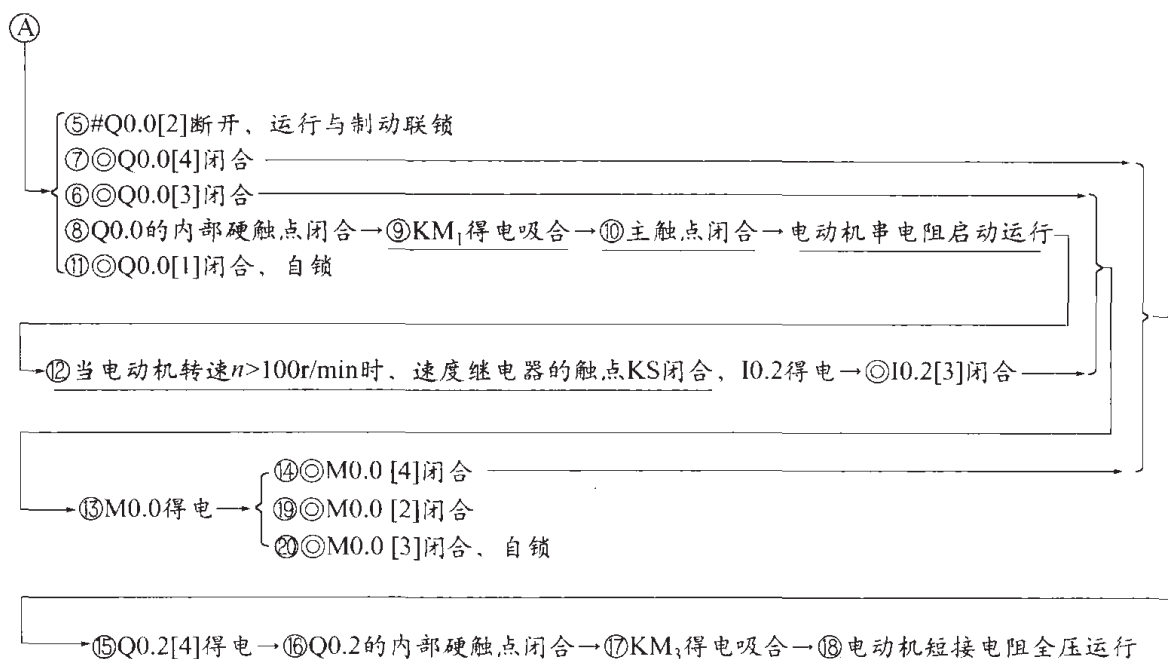 Ⓐ
⑤#Q0.0[2]断开、运行与制动联锁
⑦◎Q0.0[4]闭合
⑥◎Q0.0[3]闭合
⑧Q0.0的内部硬触点闭合→⑨KM₁得电吸合→⑩主触点闭合→电动机串电阻启动运行
⑪◎Q0.0[1]闭合、自锁
⑫当电动机转速n>100r/min时、速度继电器的触点KS闭合，I0.2得电→◎I0.2[3]闭合
⑭◎M0.0 [4]闭合
⑬M0.0得电→
⑲◎M0.0 [2]闭合
⑳◎M0.0 [3]闭合、自锁
⑮Q0.2[4]得电→⑯Q0.2的内部硬触点闭合→⑰KM₃得电吸合→⑱电动机短接电阻全压运行